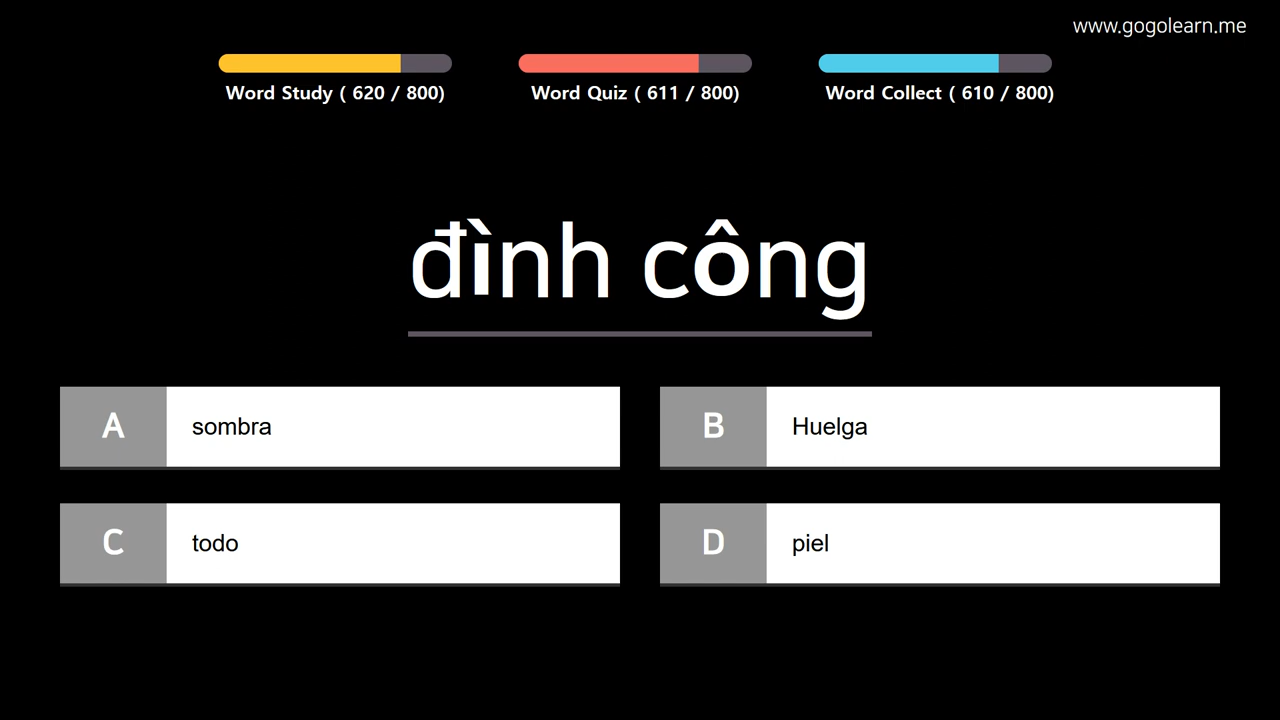 www.gogolearn.me
Word Study ( 620 / 800)
Word Quiz ( 611 / 800)
Word Collect ( 610 / 800)
đình công
A sombra
B Huelga
C todo
D piel